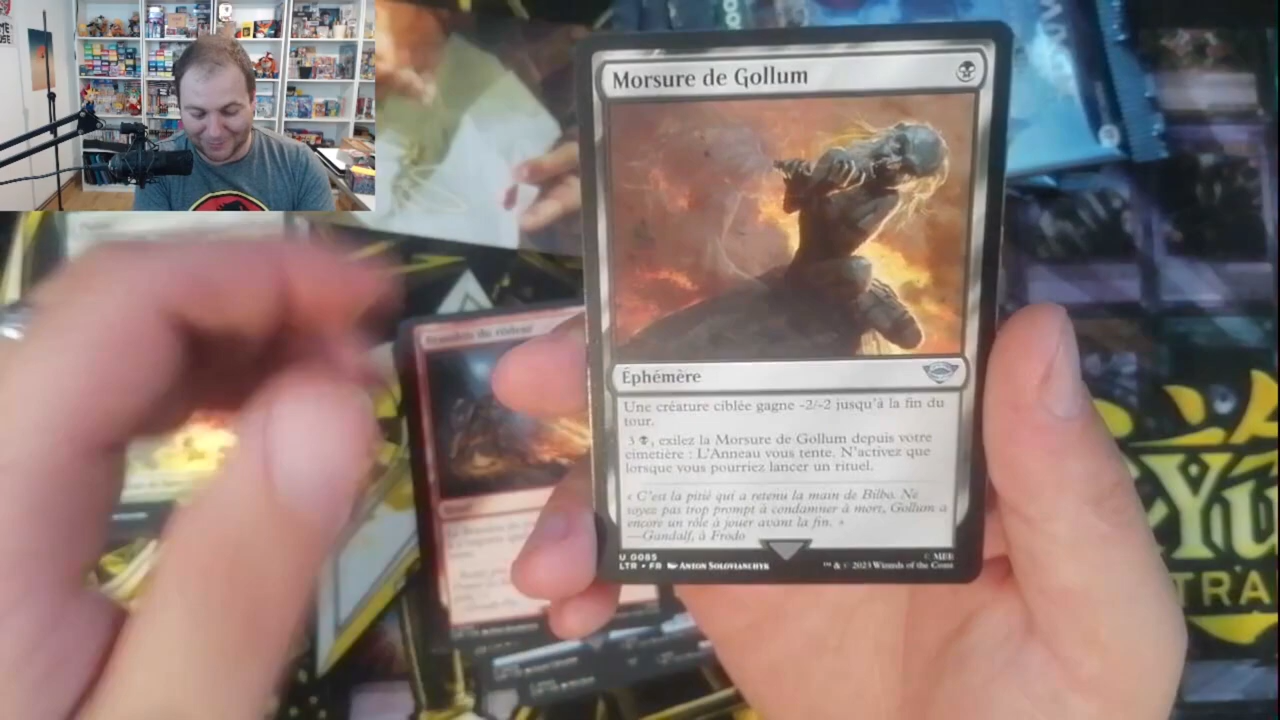 Morsure de Gollum
Éphémère
Une créature ciblée gagne -2/-2 jusqu'à la fin du
tour.
3, exilez la Morsure de Gollum depuis votre
cimetière : L'Anneau vous tente. N'activez que
lorsque vous pourriez lancer un rituel.
« C'est la pitié qui a retenu la main de Bilbo. Ne
soyez pas trop prompt à condamner à mort, Gollum a
encore un rôle à jouer avant la fin. »
—Gandalf, à Frodo
U 0085
LTR • FR Anton Solovianchyk
© MEE
™ & © 2023 Wizards of the Coast
TRA